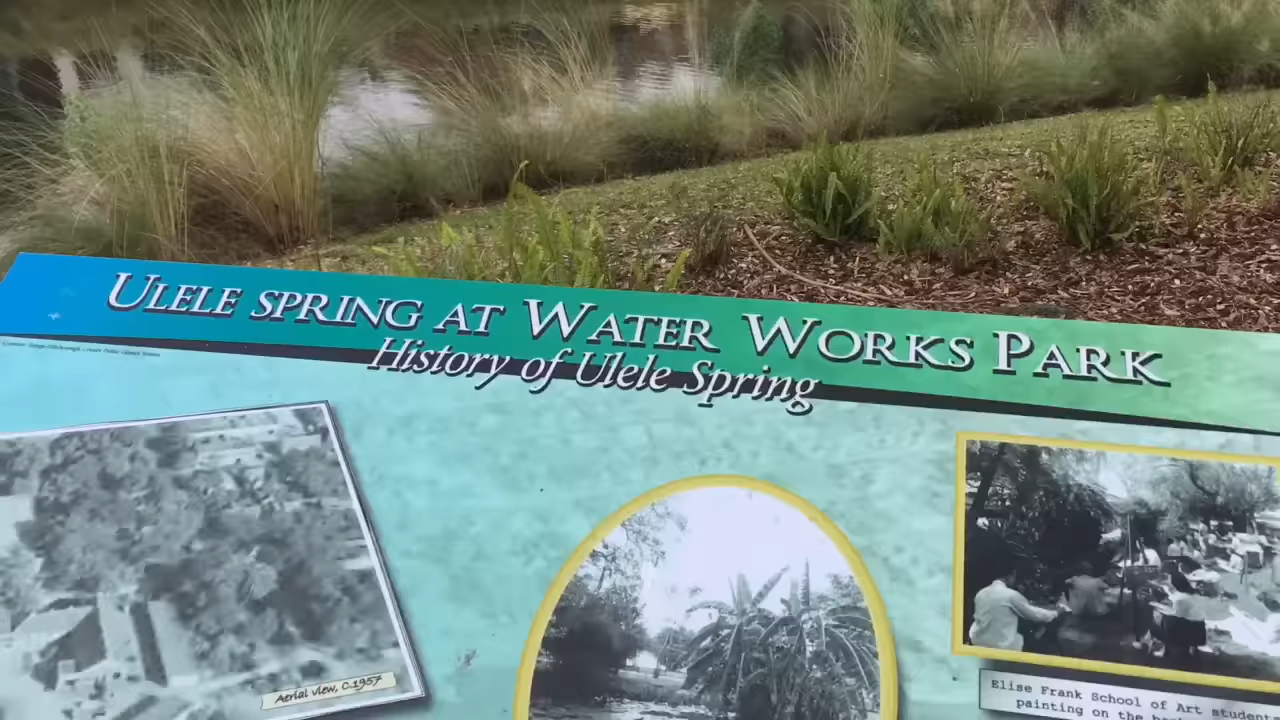 ULELE SPRING AT WATER WORKS PARK
History of Ulele Spring
Aerial view, C.1957
Elise Frank School of Art student
painting on the